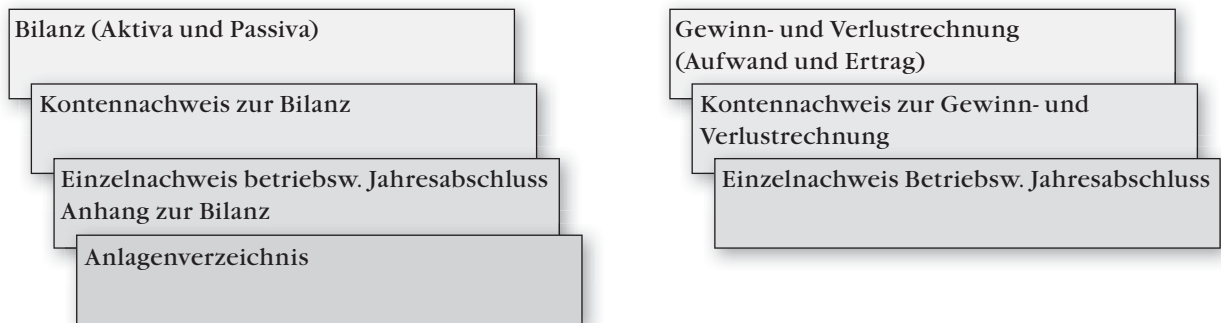 Bilanz (Aktiva und Passiva)
Kontennachweis zur Bilanz
Einzelnachweis betriebsw. Jahresabschluss
Anhang zur Bilanz
Anlagenverzeichnis
Gewinn- und Verlustrechnung
(Aufwand und Ertrag)
Kontennachweis zur Gewinn- und
Verlustrechnung
Einzelnachweis Betriebsw. Jahresabschluss